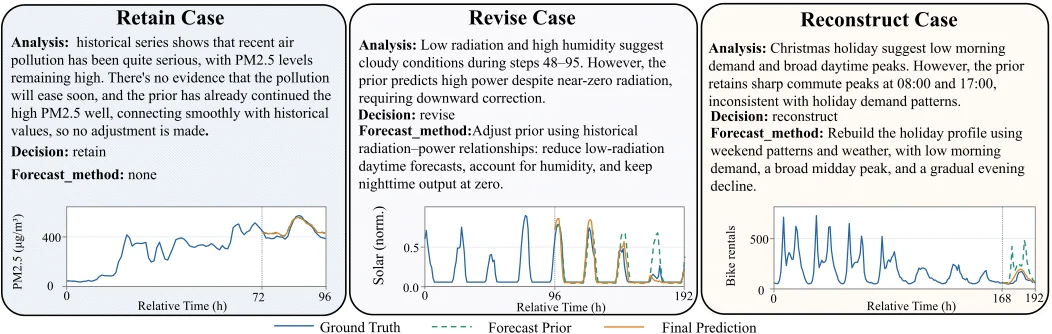 Retain Case
Analysis: historical series shows that recent air
pollution has been quite serious, with PM2.5 levels
remaining high. There's no evidence that the pollution
will ease soon, and the prior has already continued the
high PM2.5 well, connecting smoothly with historical
values, so no adjustment is made.
Decision: retain
Forecast_method: none
PM2.5 (μg/m³)
400
0
0
72
96
Relative Time (h)
Revise Case
Analysis: Low radiation and high humidity suggest
cloudy conditions during steps 48–95. However, the
prior predicts high power despite near-zero radiation,
requiring downward correction.
Decision: revise
Forecast_method:Adjust prior using historical
radiation–power relationships: reduce low-radiation
daytime forecasts, account for humidity, and keep
nighttime output at zero.
Solar (norm.)
0.5
0.0
0
96
192
Relative Time (h)
Reconstruct Case
Analysis: Christmas holiday suggest low morning
demand and broad daytime peaks. However, the prior
retains sharp commute peaks at 08:00 and 17:00,
inconsistent with holiday demand patterns.
Decision: reconstruct
Forecast_method: Rebuild the holiday profile using
weekend patterns and weather, with low morning
demand, a broad midday peak, and a gradual evening
decline.
Bike rentals
500
0
0
168
192
Relative Time (h)
Ground Truth
Forecast Prior
Final Prediction